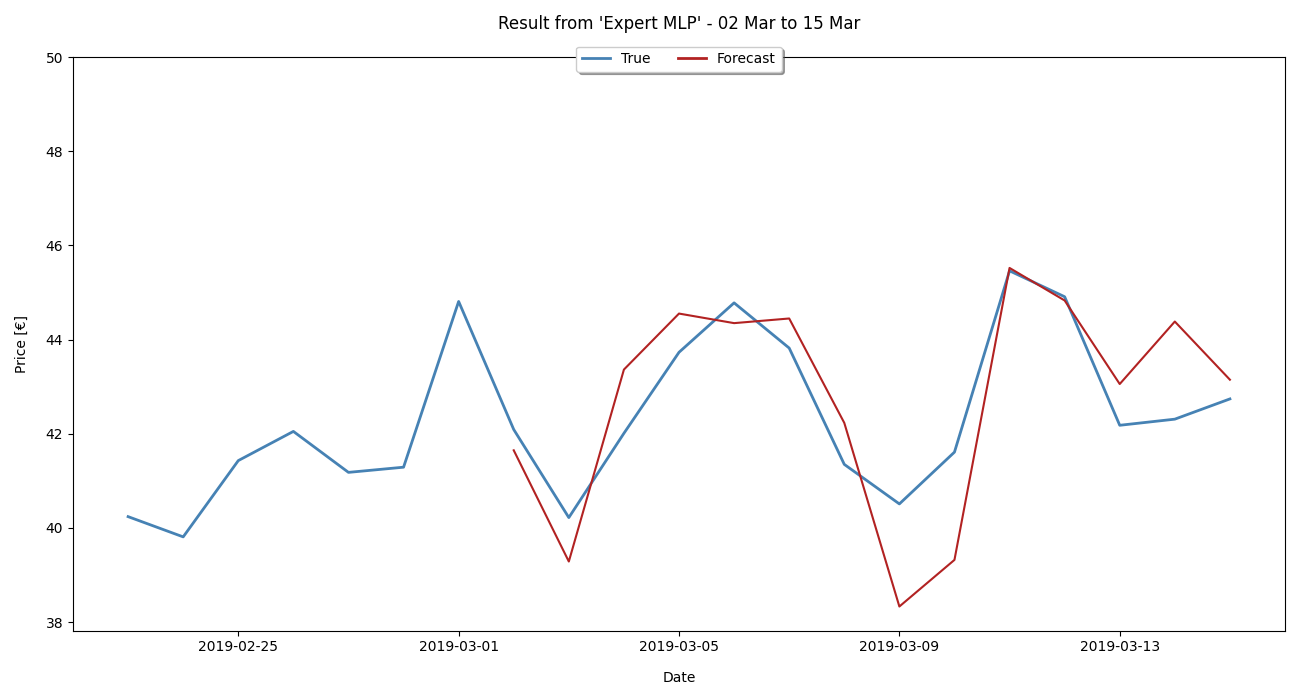 Result from 'Expert MLP' - 02 Mar to 15 Mar
True Forecast
50
48
46
44
42
40
38
Price [€]
2019-02-25 2019-03-01 2019-03-05 2019-03-09 2019-03-13
Date